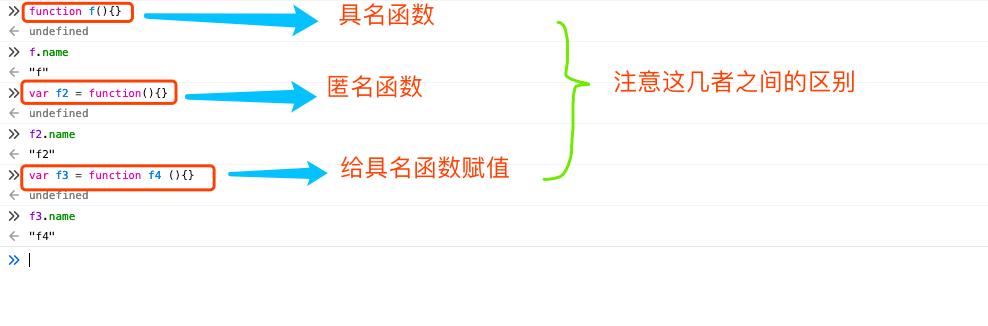 function f(){}
具名函数
undefined
f.name
"f"
var f2 = function(){}
匿名函数
注意这几者之间的区别
undefined
f2.name
"f2"
var f3 = function f4 (){}
给具名函数赋值
undefined
f3.name
"f4"